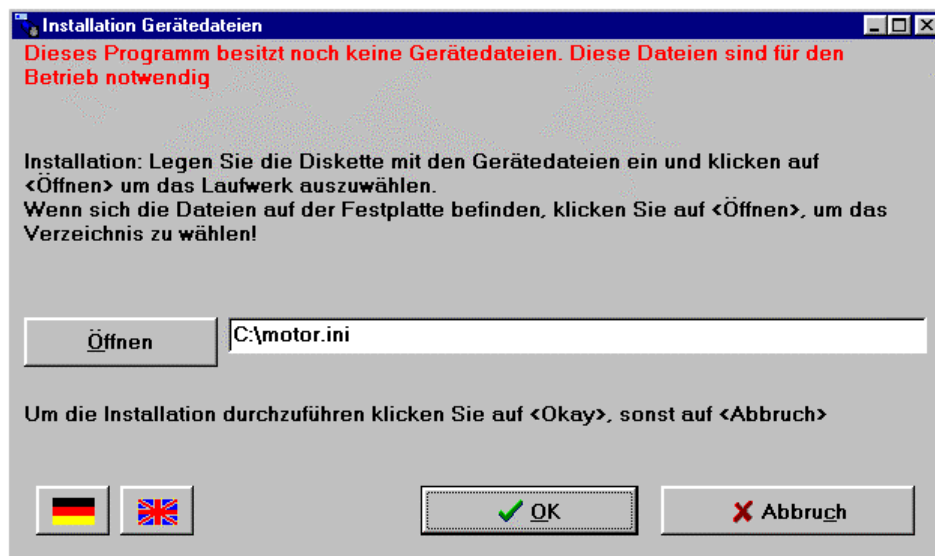 Installation Gerätedateien
Dieses Programm besitzt noch keine Gerätedateien. Diese Dateien sind für den
Betrieb notwendig
Installation: Legen Sie die Diskette mit den Gerätedateien ein und klicken auf
<Öffnen> um das Laufwerk auszuwählen.
Wenn sich die Dateien auf der Festplatte befinden, klicken Sie auf <Öffnen>, um das
Verzeichnis zu wählen!
Öffnen
C:\motor.ini
Um die Installation durchzuführen klicken Sie auf <Okay>, sonst auf <Abbruch>
OK
Abbruch